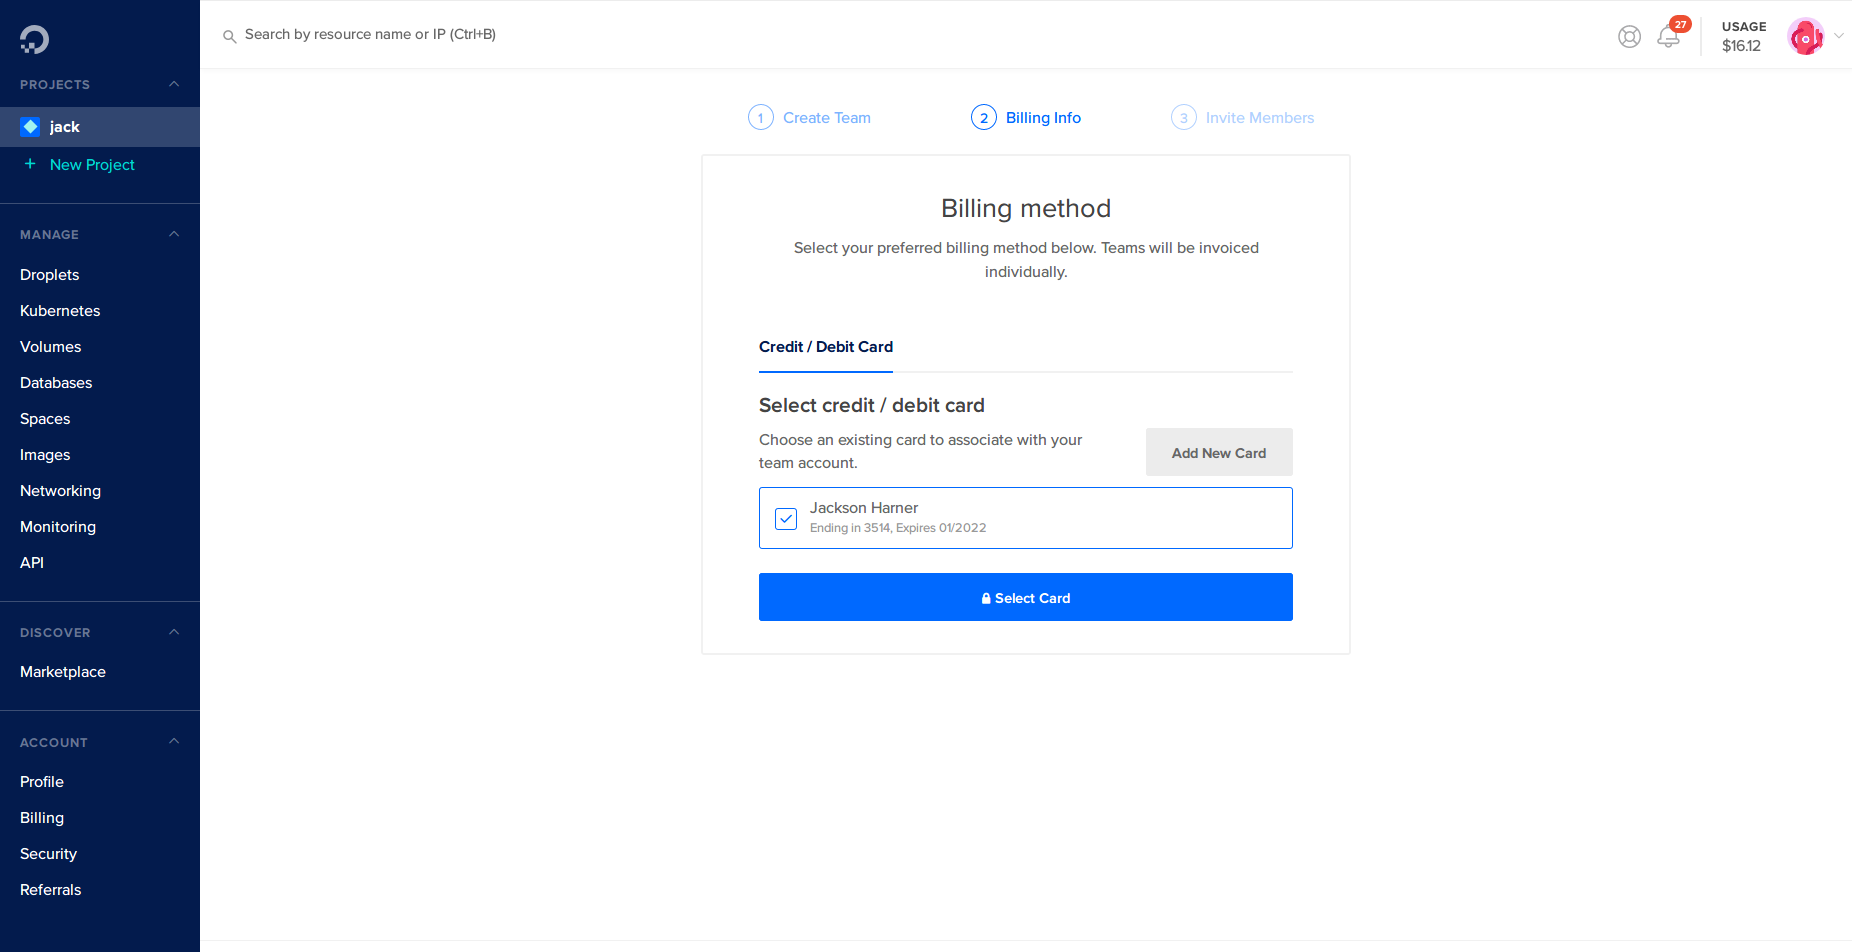 PROJECTS
jack
+ New Project
MANAGE
Droplets
Kubernetes
Volumes
Databases
Spaces
Images
Networking
Monitoring
API
DISCOVER
Marketplace
ACCOUNT
Profile
Billing
Security
Referrals
Search by resource name or IP (Ctrl+B)
27
USAGE
$16.12
1 Create Team
2 Billing Info
3 Invite Members
Billing method
Select your preferred billing method below. Teams will be invoiced
individually.
Credit / Debit Card
Select credit / debit card
Choose an existing card to associate with your
team account.
Add New Card
Jackson Harner
Ending in 3514, Expires 01/2022
Select Card